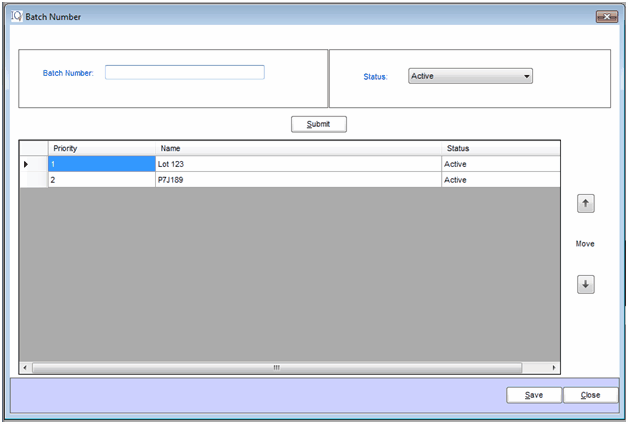 Batch Number
Batch Number:
Status: Active
Submit
Priority Name Status
1 Lot 123 Active
2 P7J189 Active
Move
Save Close